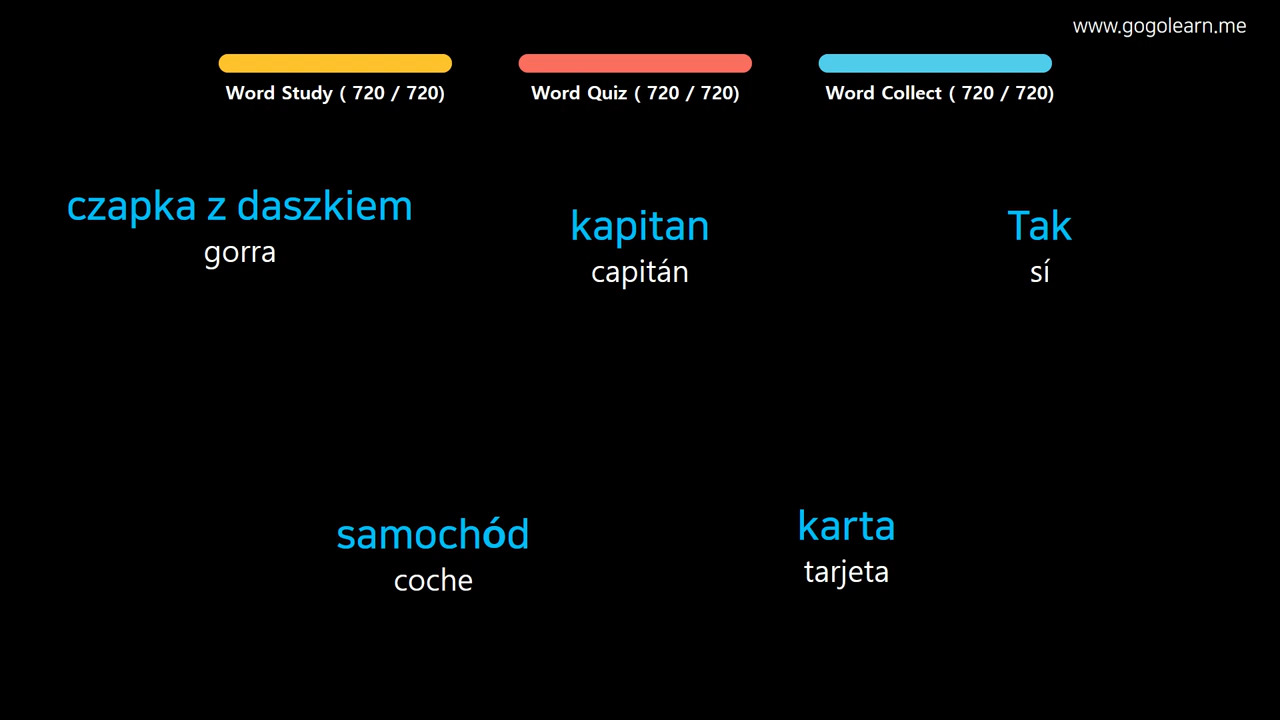 www.gogolearn.me
Word Study ( 720 / 720)
Word Quiz ( 720 / 720)
Word Collect ( 720 / 720)
czapka z daszkiem
gorra
kapitan
capitán
Tak
sí
samochód
coche
karta
tarjeta